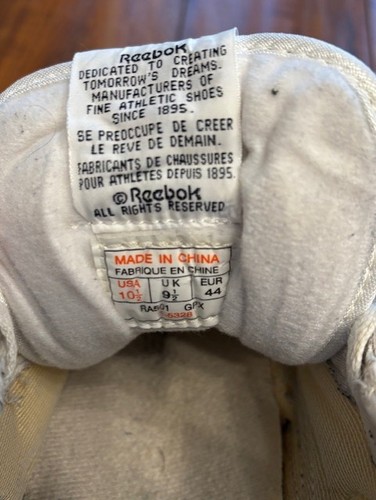 Reebok
DEDICATED TO CREATING
TOMORROW'S DREAMS.
MANUFACTURERS OF
FINE ATHLETIC SHOES
SINCE 1895.
SE PREOCCUPE DE CREER
LE REVE DE DEMAIN.
FABRICANTS DE CHAUSSURES
POUR ATHLÈTES DEPUIS 1895.
©Reebok
ALL RIGHTS RESERVED
MADE IN CHINA
FABRIQUE EN CHINE
USA UK EUR
10½ 9½ 44